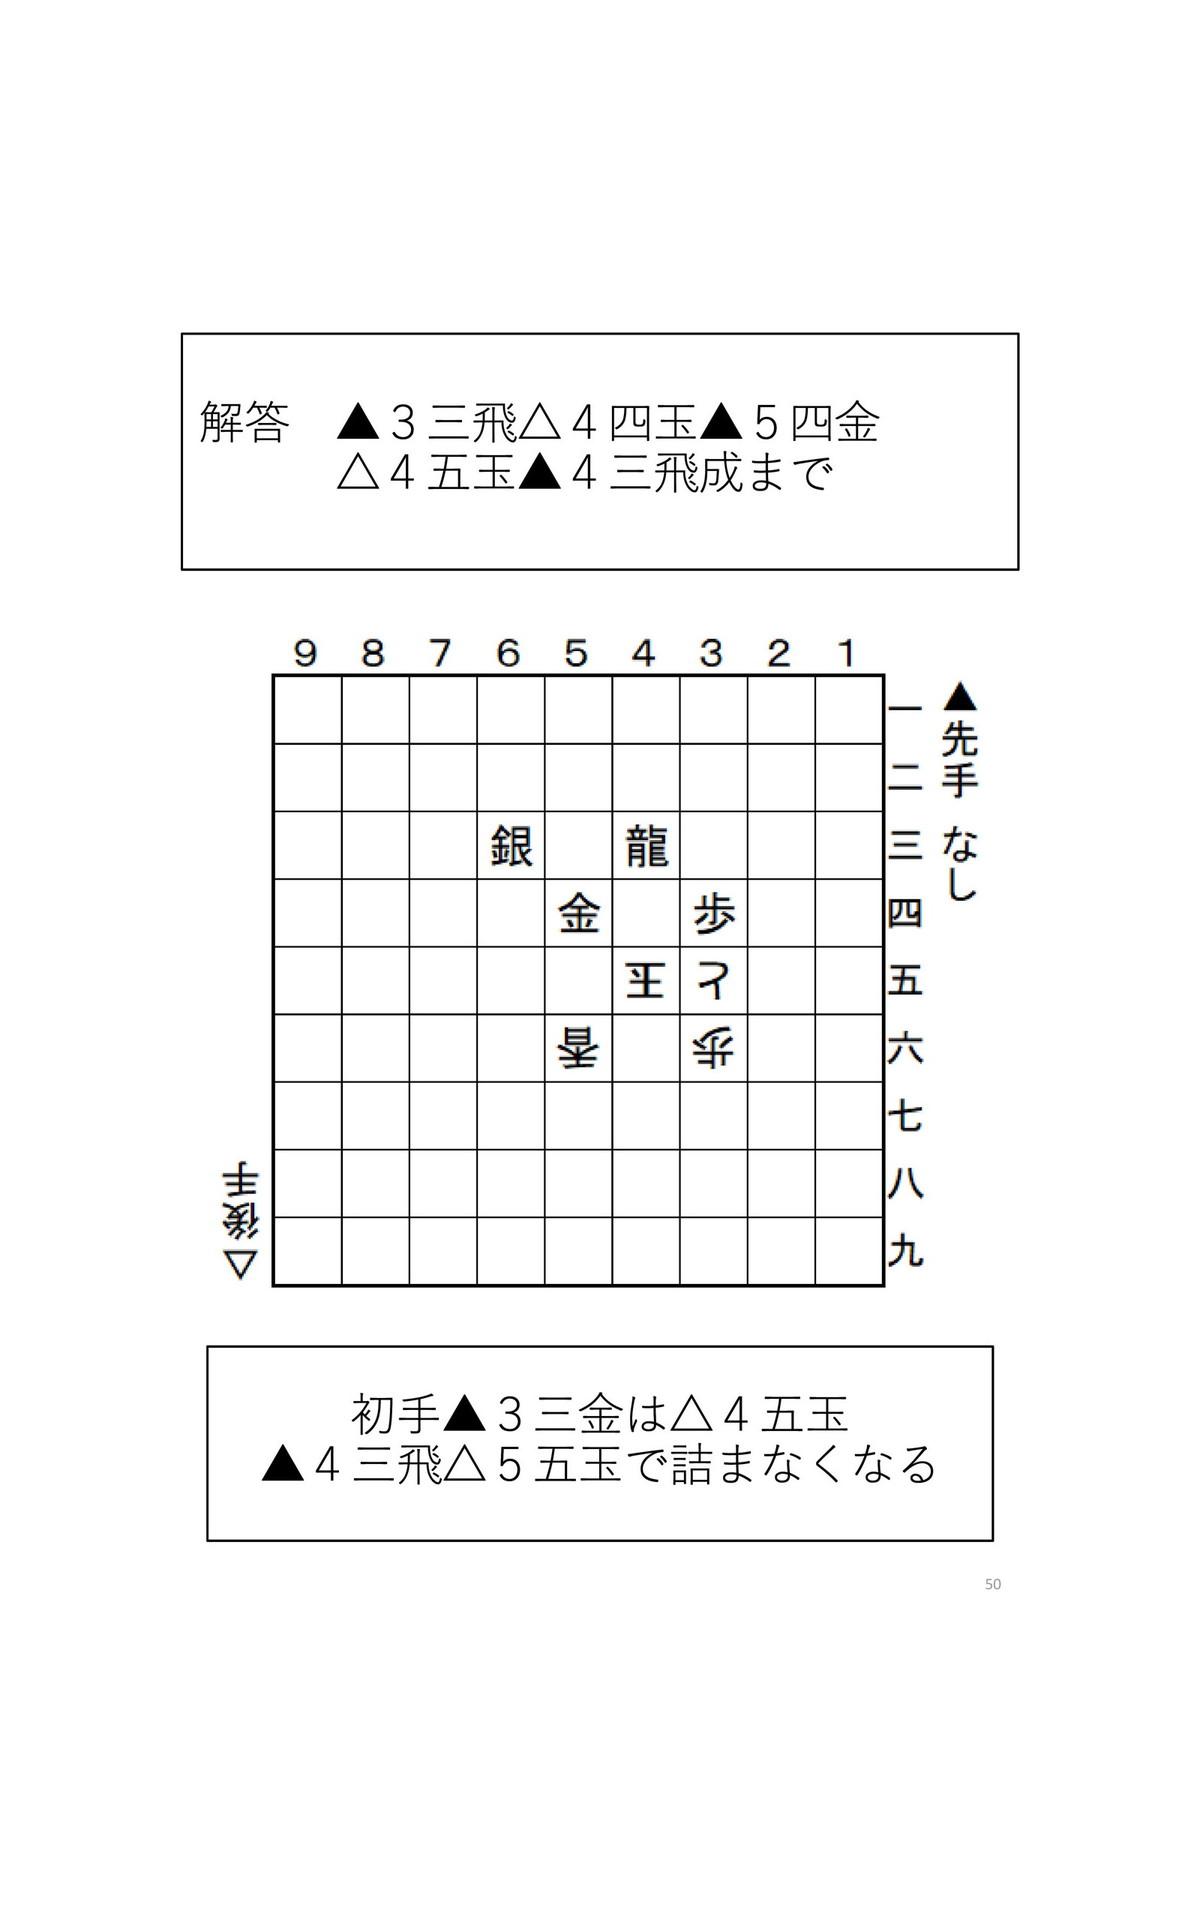 解答　▲３三飛△４四玉▲５四金
△４五玉▲４三飛成まで
9 8 7 6 5 4 3 2 1
一
二
三 銀 龍
四 金 歩
五 王 と
六 香 歩
七
八
九
▲先手 なし
△後手
初手▲３三金は△４五玉
▲４三飛△５五玉で詰まなくなる
50